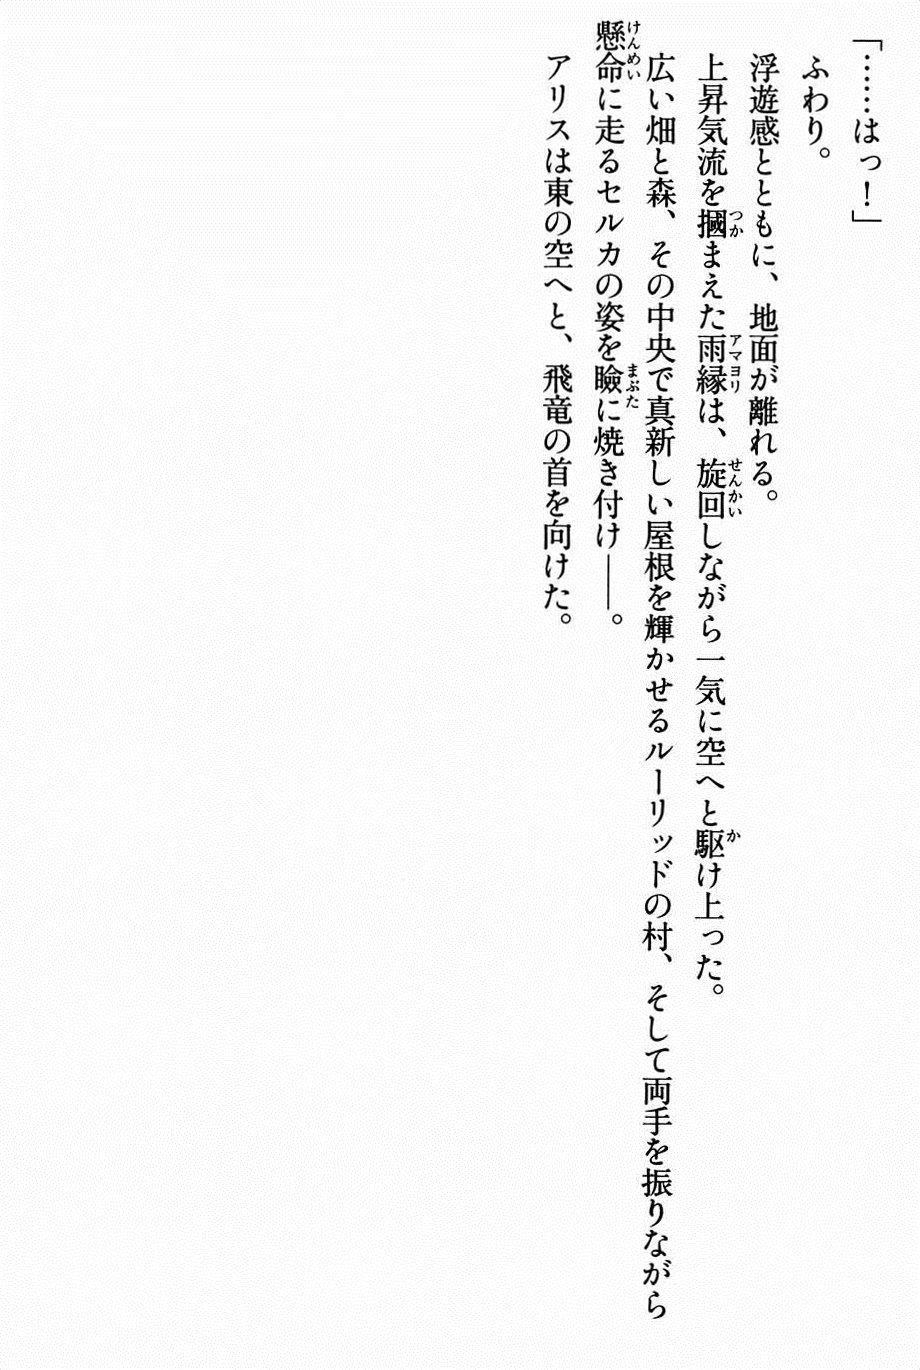 「……はっ！」
ふわり。
浮遊感とともに、地面が離れる。
上昇気流を摑まえた雨縁は、旋回しながら一気に空へと駆け上った。
広い畑と森、その中央で真新しい屋根を輝かせるルーリッドの村、そして両手を振りながら
懸命に走るセルカの姿を瞼に焼き付け――。
アリスは東の空へと、飛竜の首を向けた。